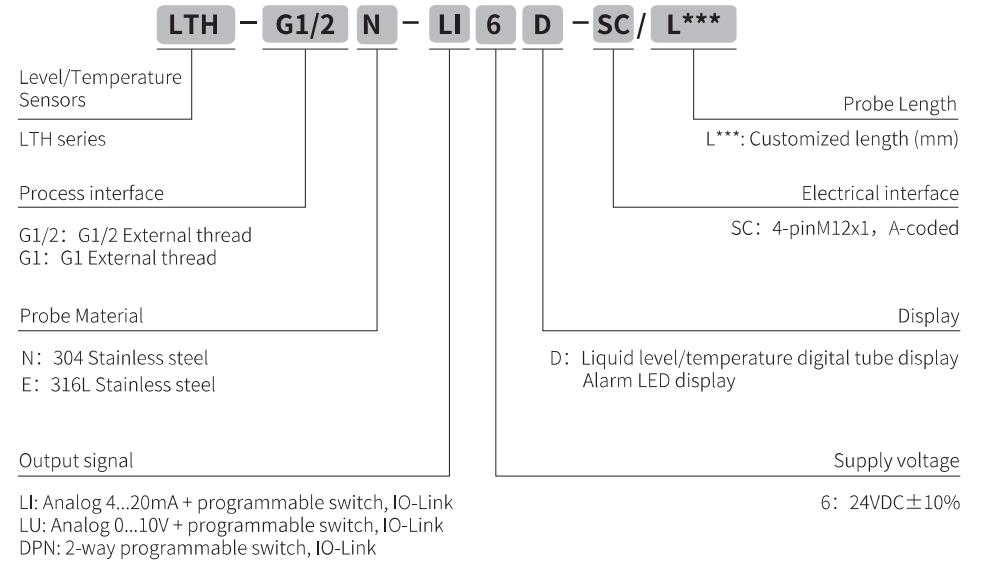 LTH – G1/2 N – LI 6 D – SC / L***
Level/Temperature
Sensors
LTH series
Probe Length
L***: Customized length (mm)
Process interface
G1/2: G1/2 External thread
G1: G1 External thread
Electrical interface
SC: 4-pinM12x1, A-coded
Probe Material
N: 304 Stainless steel
E: 316L Stainless steel
Display
D: Liquid level/temperature digital tube display
Alarm LED display
Output signal
LI: Analog 4...20mA + programmable switch, IO-Link
LU: Analog 0...10V + programmable switch, IO-Link
DPN: 2-way programmable switch, IO-Link
Supply voltage
6: 24VDC±10%